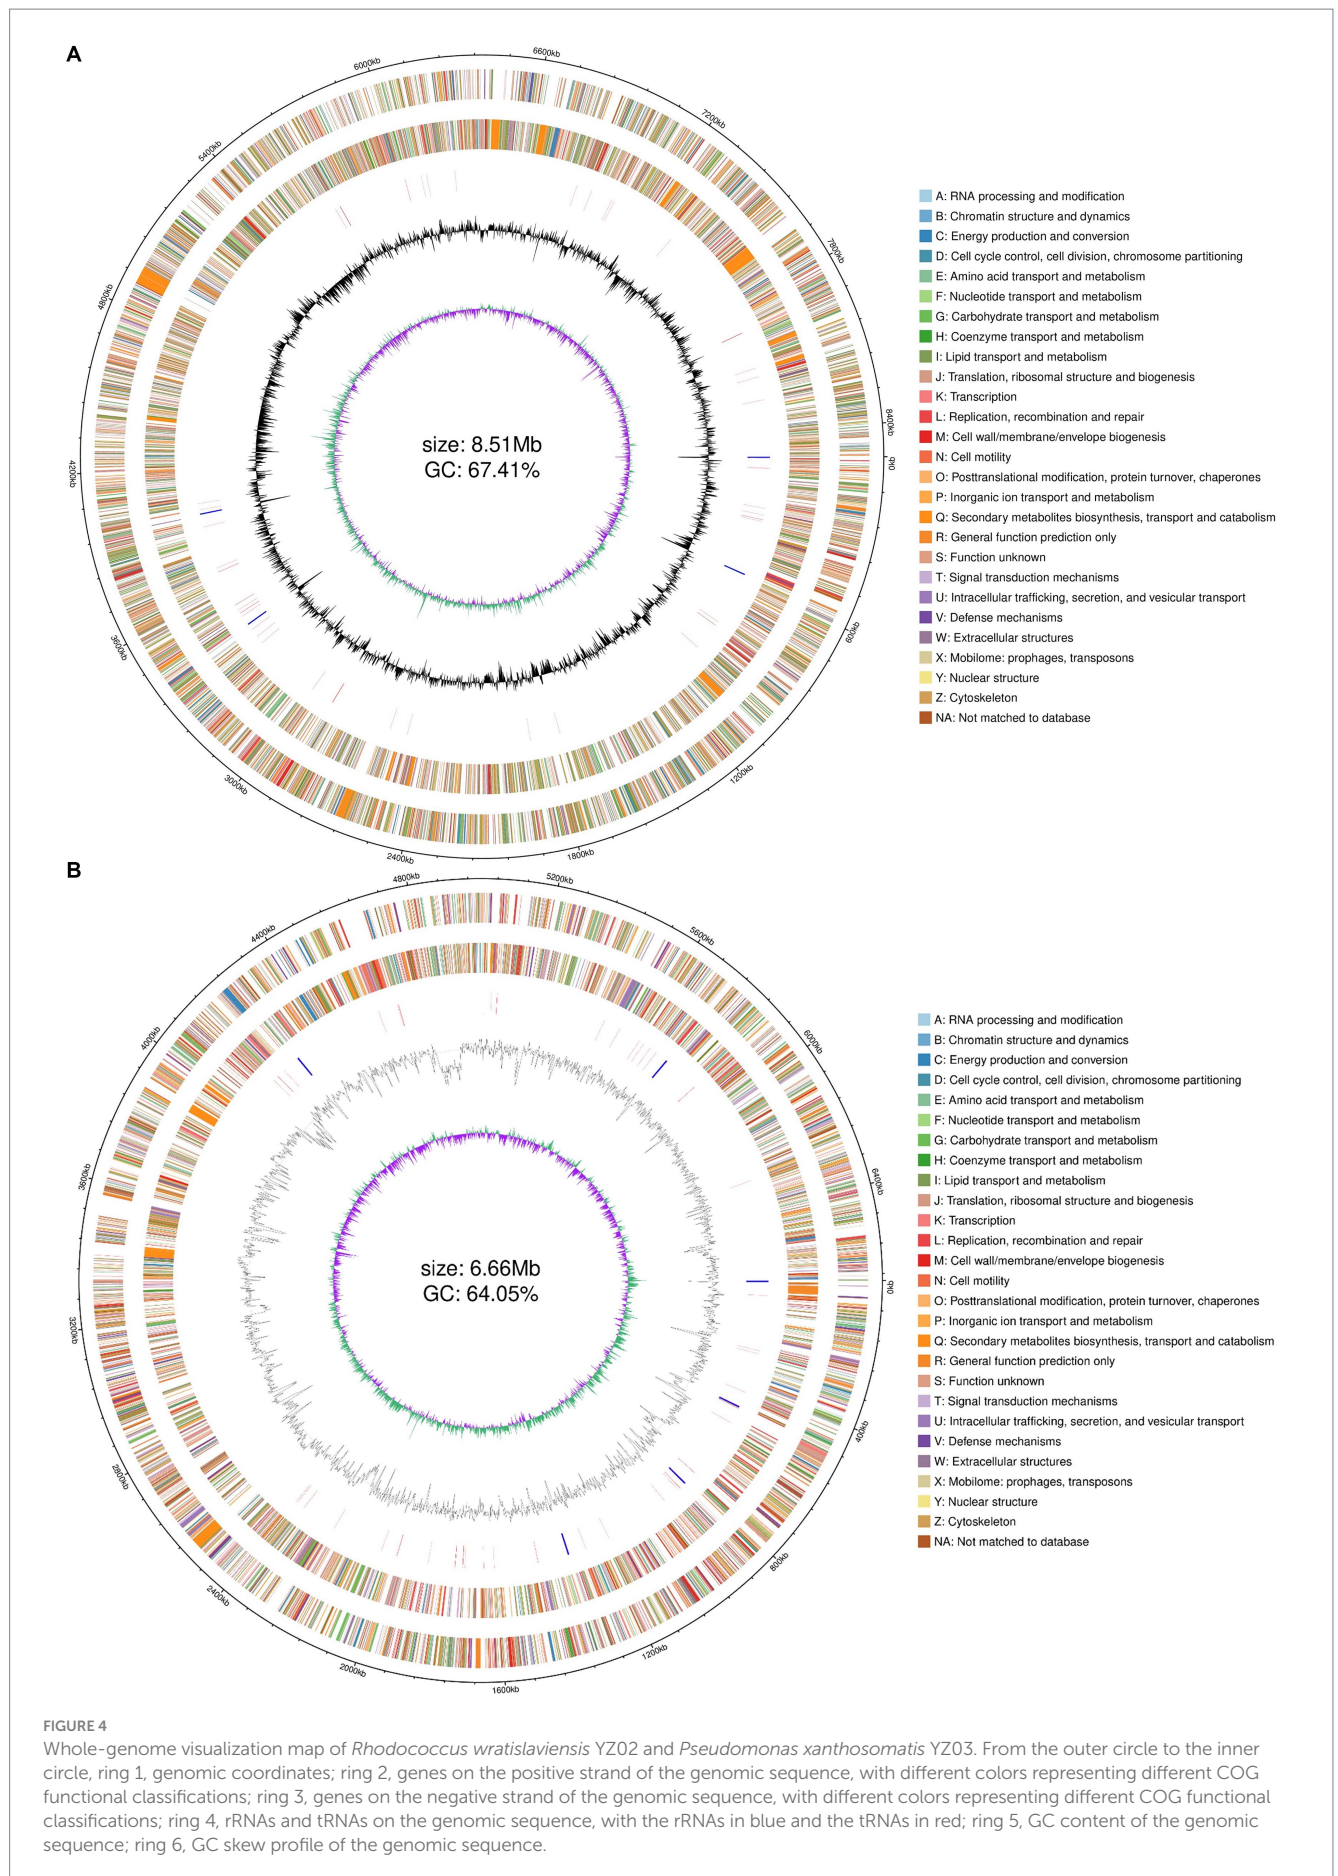 A
6000kb
6600kb
5400kb
7200kb
4800kb
7800kb
4200kb
8400kb
0kb
3600kb
600kb
3000kb
1200kb
2400kb
1800kb
size: 8.51Mb
GC: 67.41%
A: RNA processing and modification
B: Chromatin structure and dynamics
C: Energy production and conversion
D: Cell cycle control, cell division, chromosome partitioning
E: Amino acid transport and metabolism
F: Nucleotide transport and metabolism
G: Carbohydrate transport and metabolism
H: Coenzyme transport and metabolism
I: Lipid transport and metabolism
J: Translation, ribosomal structure and biogenesis
K: Transcription
L: Replication, recombination and repair
M: Cell wall/membrane/envelope biogenesis
N: Cell motility
O: Posttranslational modification, protein turnover, chaperones
P: Inorganic ion transport and metabolism
Q: Secondary metabolites biosynthesis, transport and catabolism
R: General function prediction only
S: Function unknown
T: Signal transduction mechanisms
U: Intracellular trafficking, secretion, and vesicular transport
V: Defense mechanisms
W: Extracellular structures
X: Mobilome: prophages, transposons
Y: Nuclear structure
Z: Cytoskeleton
NA: Not matched to database
B
4800kb
5200kb
4400kb
5600kb
4000kb
6000kb
3600kb
6400kb
0kb
3200kb
400kb
2800kb
800kb
2400kb
1200kb
2000kb
1600kb
size: 6.66Mb
GC: 64.05%
A: RNA processing and modification
B: Chromatin structure and dynamics
C: Energy production and conversion
D: Cell cycle control, cell division, chromosome partitioning
E: Amino acid transport and metabolism
F: Nucleotide transport and metabolism
G: Carbohydrate transport and metabolism
H: Coenzyme transport and metabolism
I: Lipid transport and metabolism
J: Translation, ribosomal structure and biogenesis
K: Transcription
L: Replication, recombination and repair
M: Cell wall/membrane/envelope biogenesis
N: Cell motility
O: Posttranslational modification, protein turnover, chaperones
P: Inorganic ion transport and metabolism
Q: Secondary metabolites biosynthesis, transport and catabolism
R: General function prediction only
S: Function unknown
T: Signal transduction mechanisms
U: Intracellular trafficking, secretion, and vesicular transport
V: Defense mechanisms
W: Extracellular structures
X: Mobilome: prophages, transposons
Y: Nuclear structure
Z: Cytoskeleton
NA: Not matched to database
FIGURE 4
Whole-genome visualization map of Rhodococcus wratislaviensis YZ02 and Pseudomonas xanthosomatis YZ03. From the outer circle to the inner
circle, ring 1, genomic coordinates; ring 2, genes on the positive strand of the genomic sequence, with different colors representing different COG
functional classifications; ring 3, genes on the negative strand of the genomic sequence, with different colors representing different COG functional
classifications; ring 4, rRNAs and tRNAs on the genomic sequence, with the rRNAs in blue and the tRNAs in red; ring 5, GC content of the genomic
sequence; ring 6, GC skew profile of the genomic sequence.